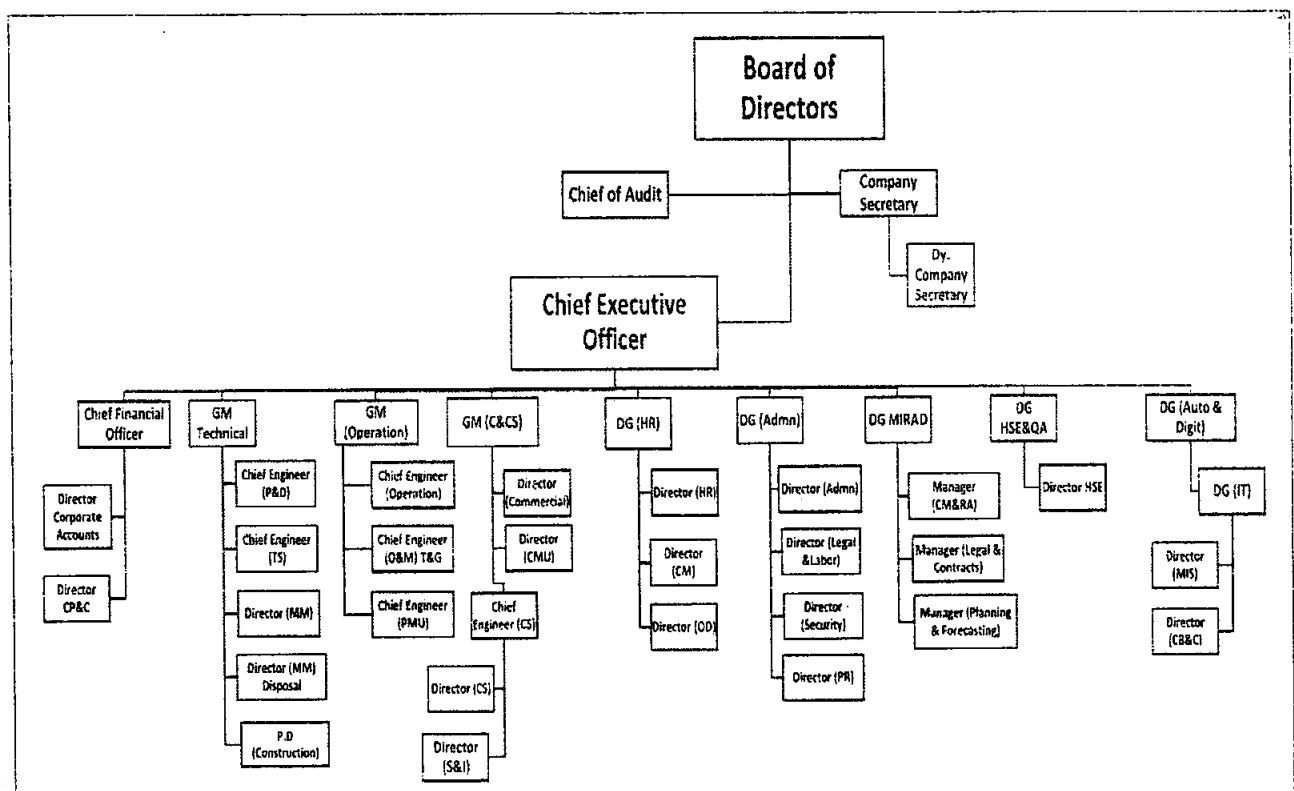 Board of
Directors
Chief of Audit
Company
Secretary
Dy.
Company
Secretary
Chief Executive
Officer
Chief Financial
Officer
GM
Technical
GM
(Operation)
GM (C&CS)
DG (HR)
DG (Admn)
DG MIRAD
DG
HSE&QA
DG (Auto &
Digit)
Director
Corporate
Accounts
Director
CP&C
Chief Engineer
(P&D)
Chief Engineer
(TS)
Director (MM)
Director (MM)
Disposal
P.D
(Construction)
Chief Engineer
(Operation)
Chief Engineer
(O&M) T&G
Chief Engineer
(PMU)
Director
(Commercial)
Director
(CMU)
Chief
Engineer (CS)
Director (CS)
Director
(S&I)
Director (HR)
Director
(CM)
Director (OD)
Director (Admn)
Director (Legal
&Labor)
Director
(Security)
Director (PR)
Manager
(CM&RA)
Manager (Legal &
Contracts)
Manager (Planning
& Forecasting)
Director HSE
DG (IT)
Director
(MIS)
Director
(CB&C)